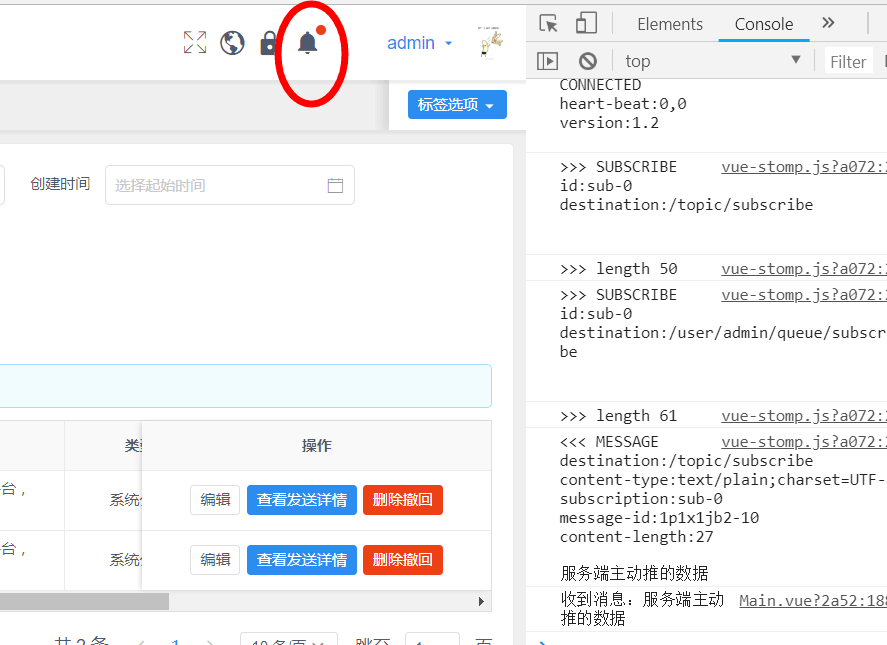 Elements
Console
admin
top
Filter
标签选项
CONNECTED
heart-beat:0,0
version:1.2
创建时间
选择起始时间
>>> SUBSCRIBE vue-stomp.js?a072:
id:sub-0
destination:/topic/subscribe
>>> length 50 vue-stomp.js?a072:
>>> SUBSCRIBE vue-stomp.js?a072:
id:sub-0
destination:/user/admin/queue/subscr
be
>>> length 61 vue-stomp.js?a072:
操作
台，
系统
编辑 查看发送详情 删除撤回
台，
系统
编辑 查看发送详情 删除撤回
<<< MESSAGE vue-stomp.js?a072:
destination:/topic/subscribe
content-type:text/plain;charset=UTF-
subscription:sub-0
message-id:1p1x1jb2-10
content-length:27
服务端主动推的数据
收到消息：服务端主动 Main.vue?2a52:188
推的数据
共 2 条 1 10 条/页 跳至 1 页